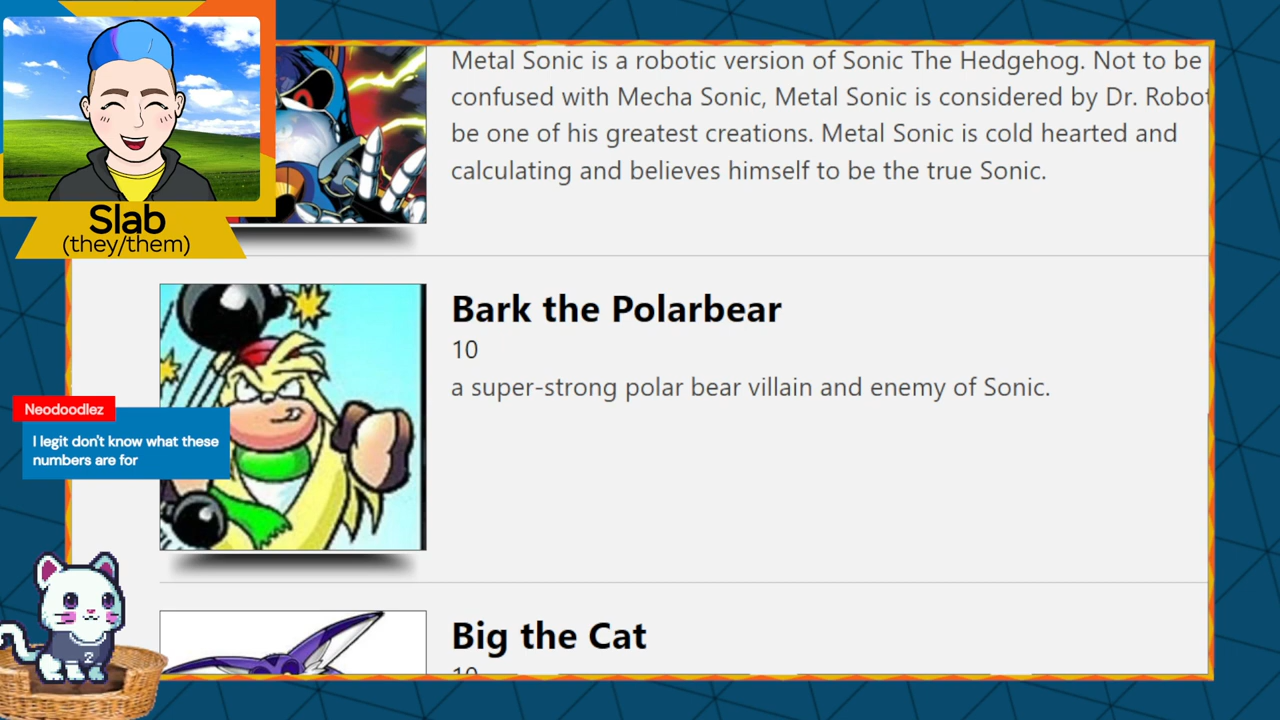 Metal Sonic is a robotic version of Sonic The Hedgehog. Not to be
confused with Mecha Sonic, Metal Sonic is considered by Dr. Robot
be one of his greatest creations. Metal Sonic is cold hearted and
calculating and believes himself to be the true Sonic.
Slab
(they/them)
Bark the Polarbear
10
a super-strong polar bear villain and enemy of Sonic.
Neodoodlez
I legit don't know what these
numbers are for
Big the Cat
10
2